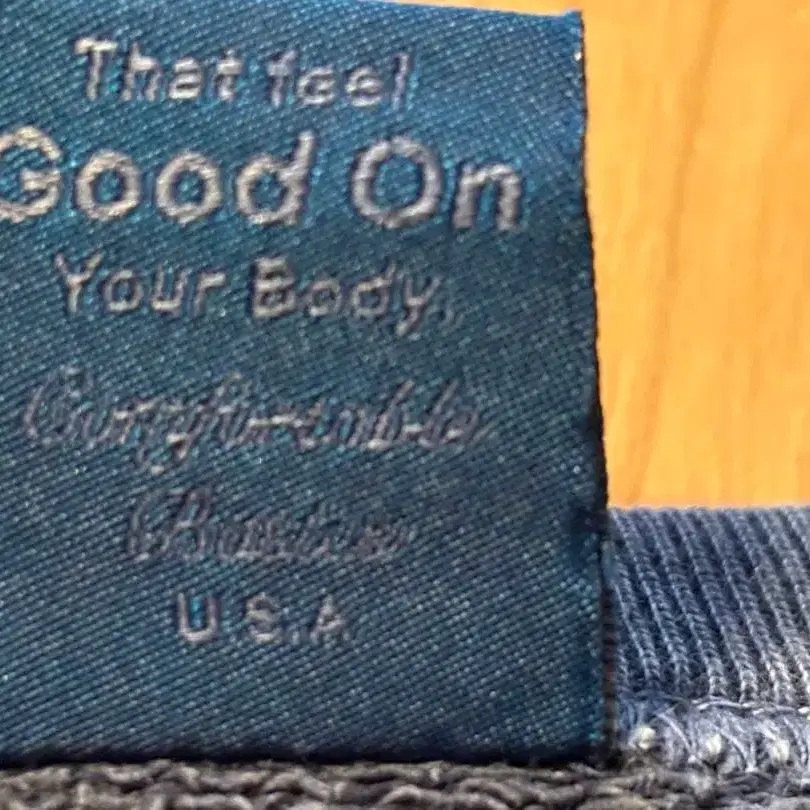 That feel
Good On
Your Body.
Comfortable
Basics
U.S.A